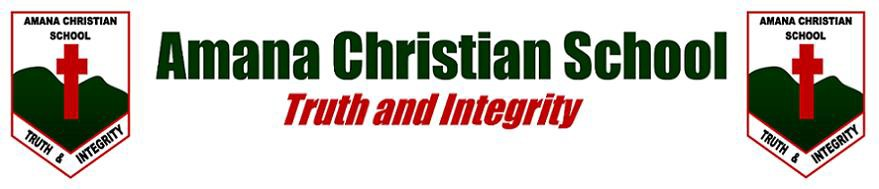 AMANA CHRISTIAN
SCHOOL
TRUTH & INTEGRITY
Amana Christian School
Truth and Integrity
AMANA CHRISTIAN
SCHOOL
TRUTH & INTEGRITY